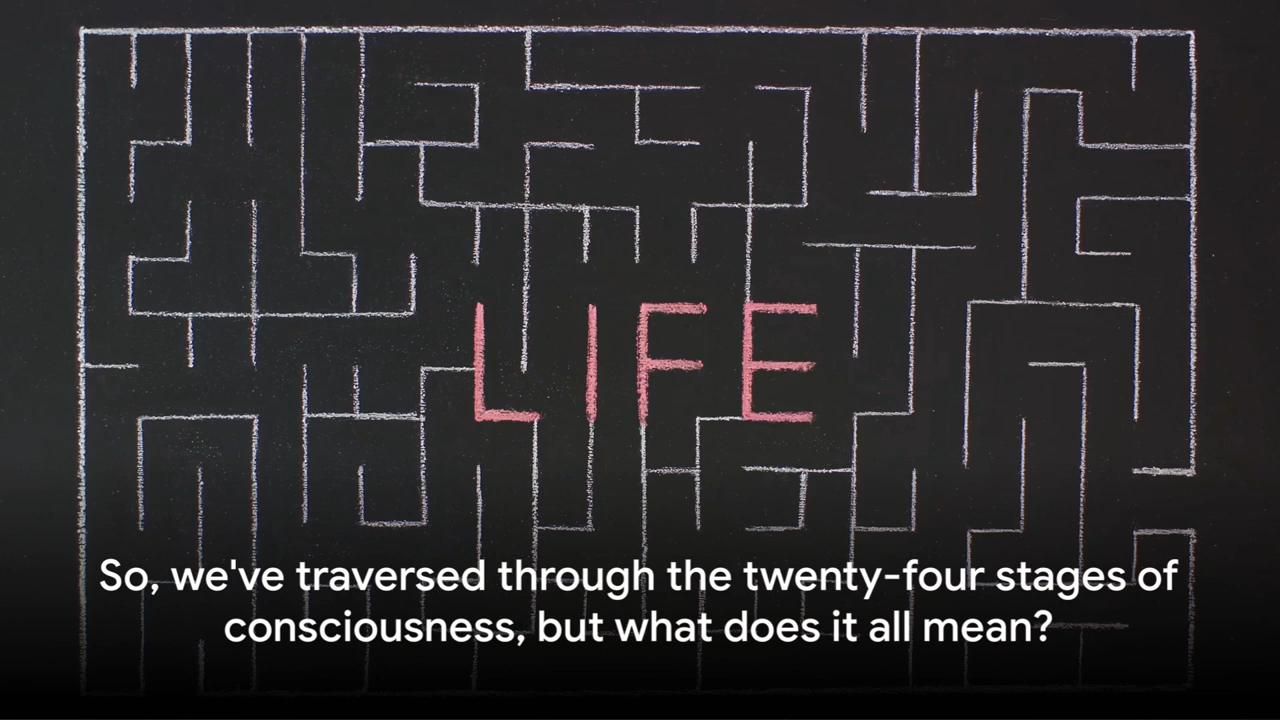 LIFE
So, we've traversed through the twenty-four stages of
consciousness, but what does it all mean?